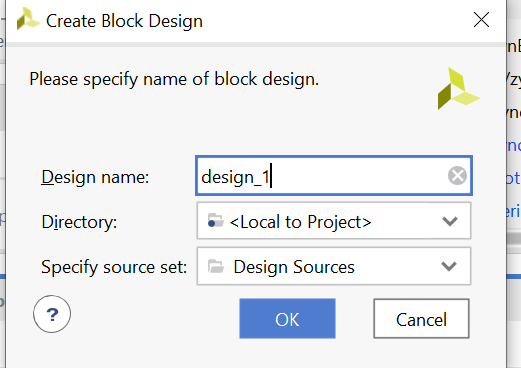 Create Block Design
Please specify name of block design.
Design name: design_1
Directory: <Local to Project>
Specify source set: Design Sources
? OK Cancel